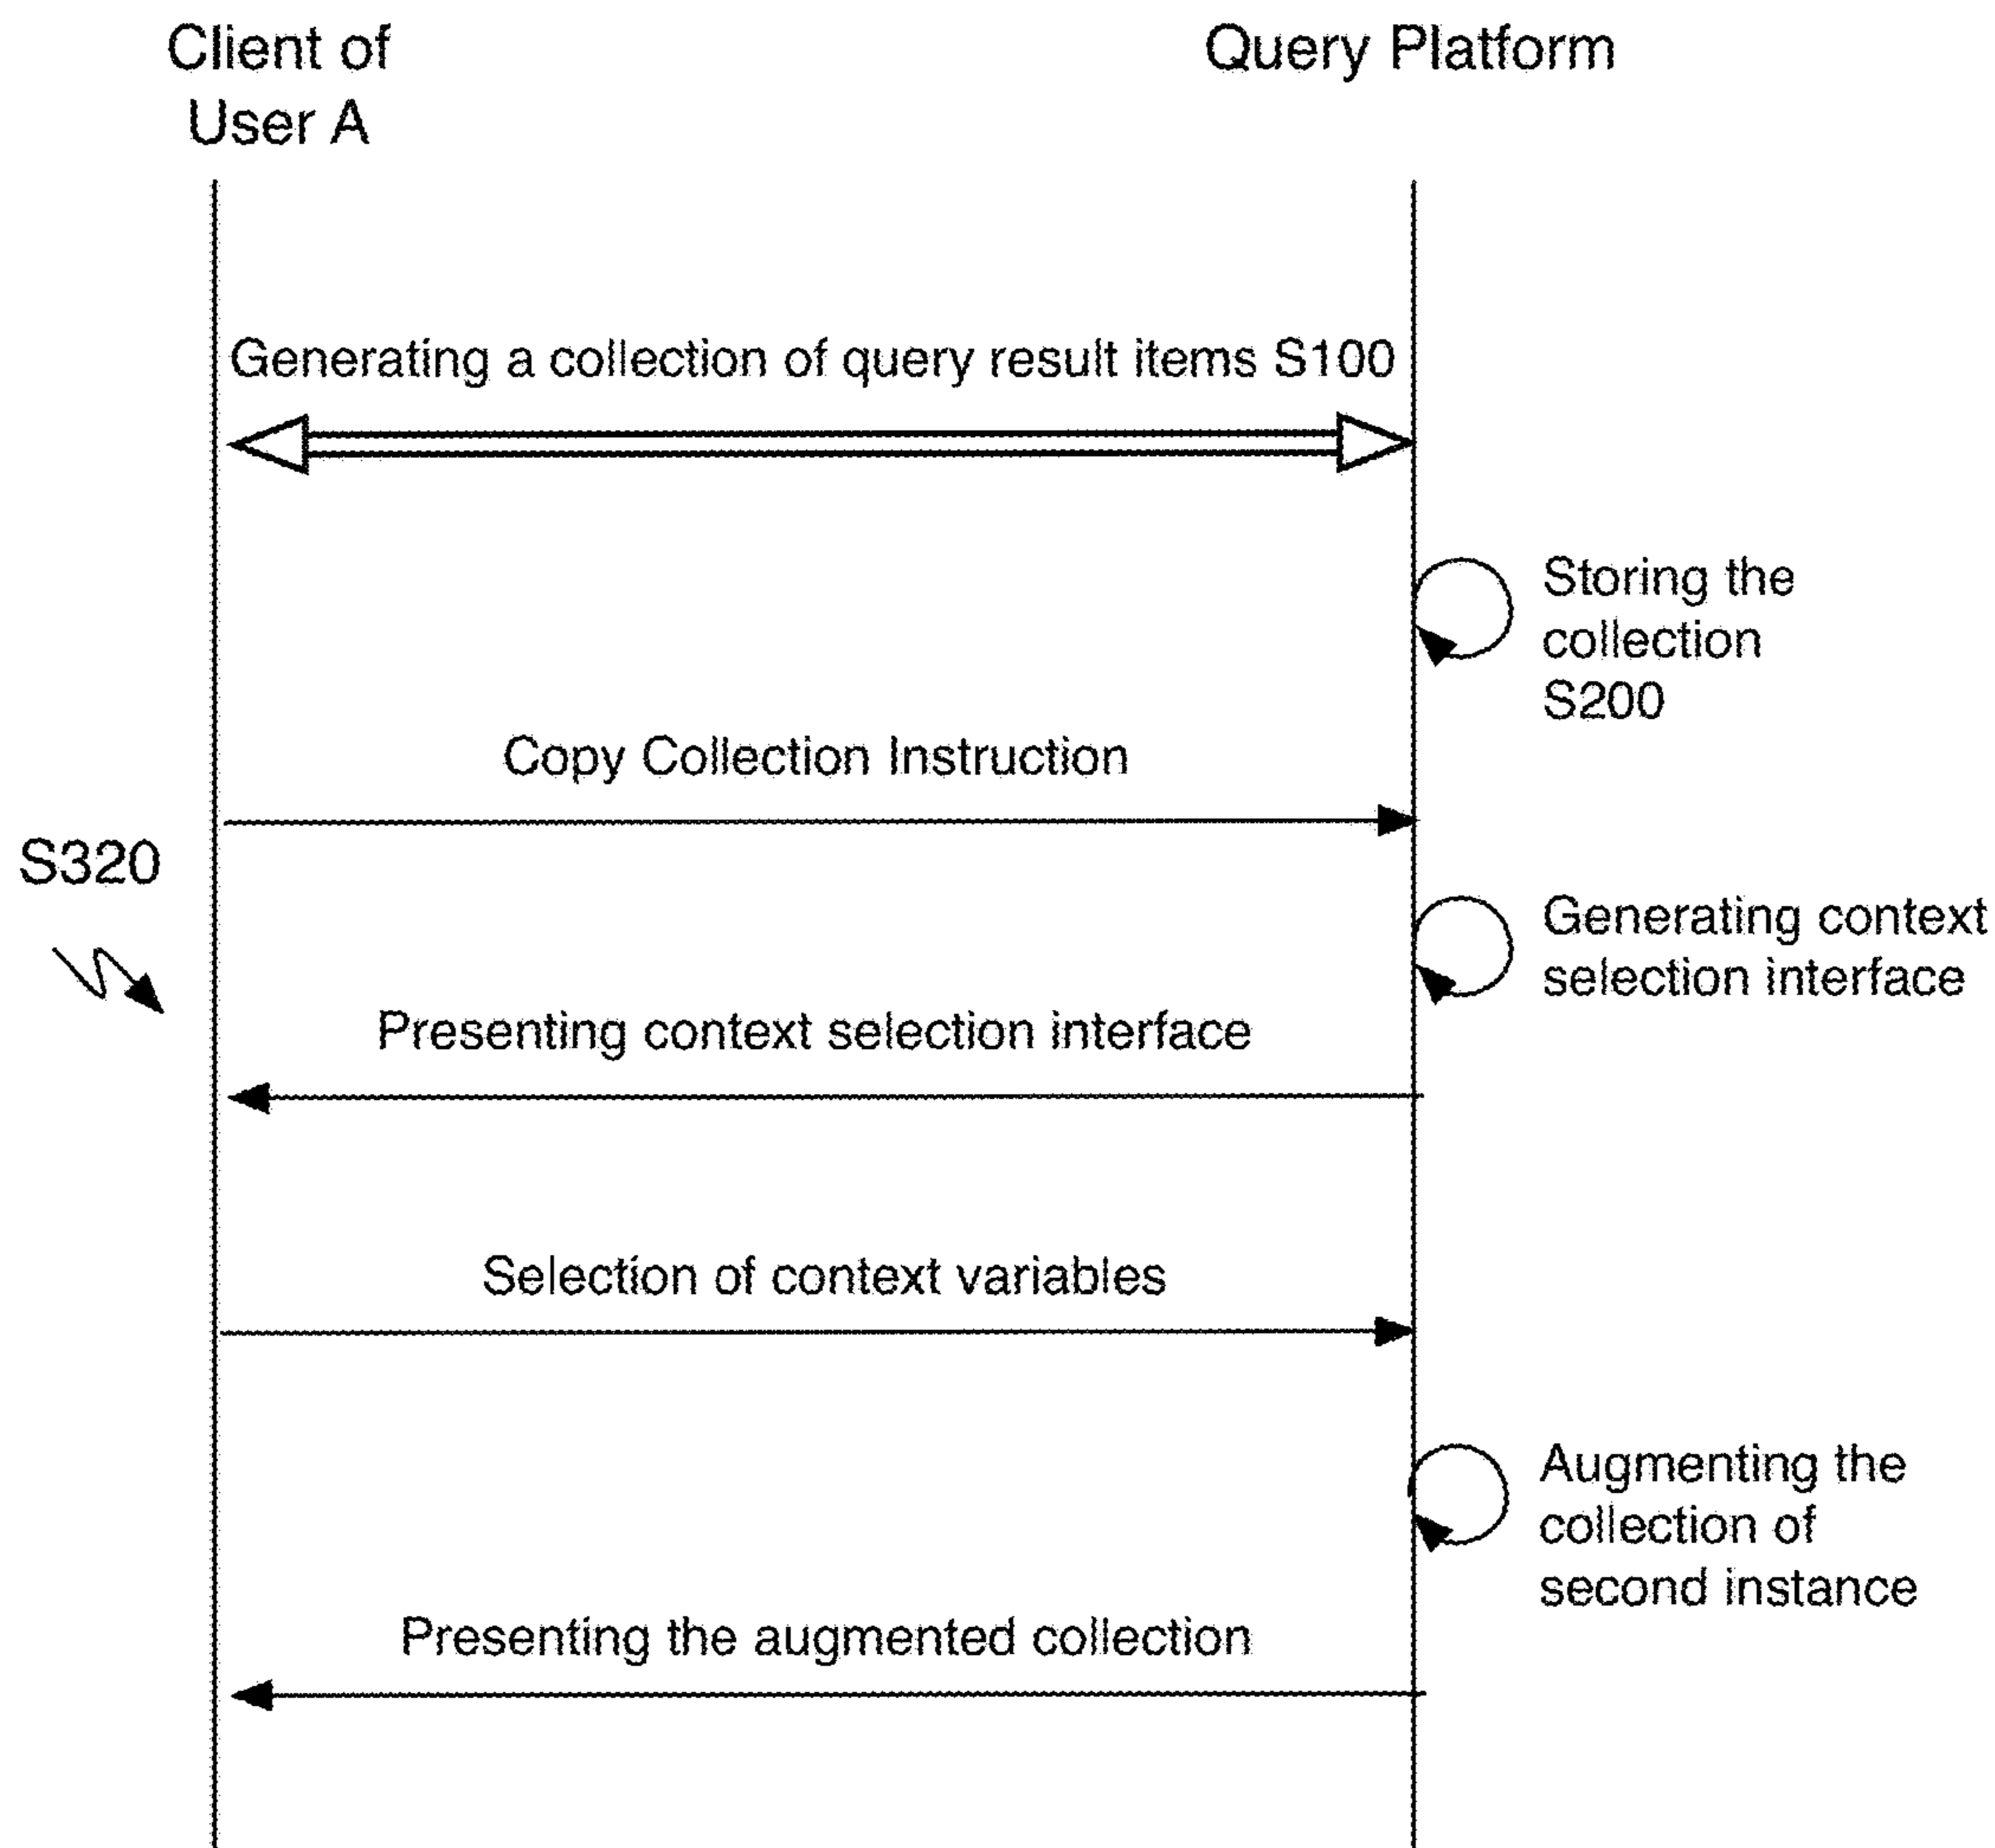 Client of
User A
Query Platform
Generating a collection of query result items S100
Storing the
collection
S200
Copy Collection Instruction
S320
Generating context
selection interface
Presenting context selection interface
Selection of context variables
Augmenting the
collection of
second instance
Presenting the augmented collection